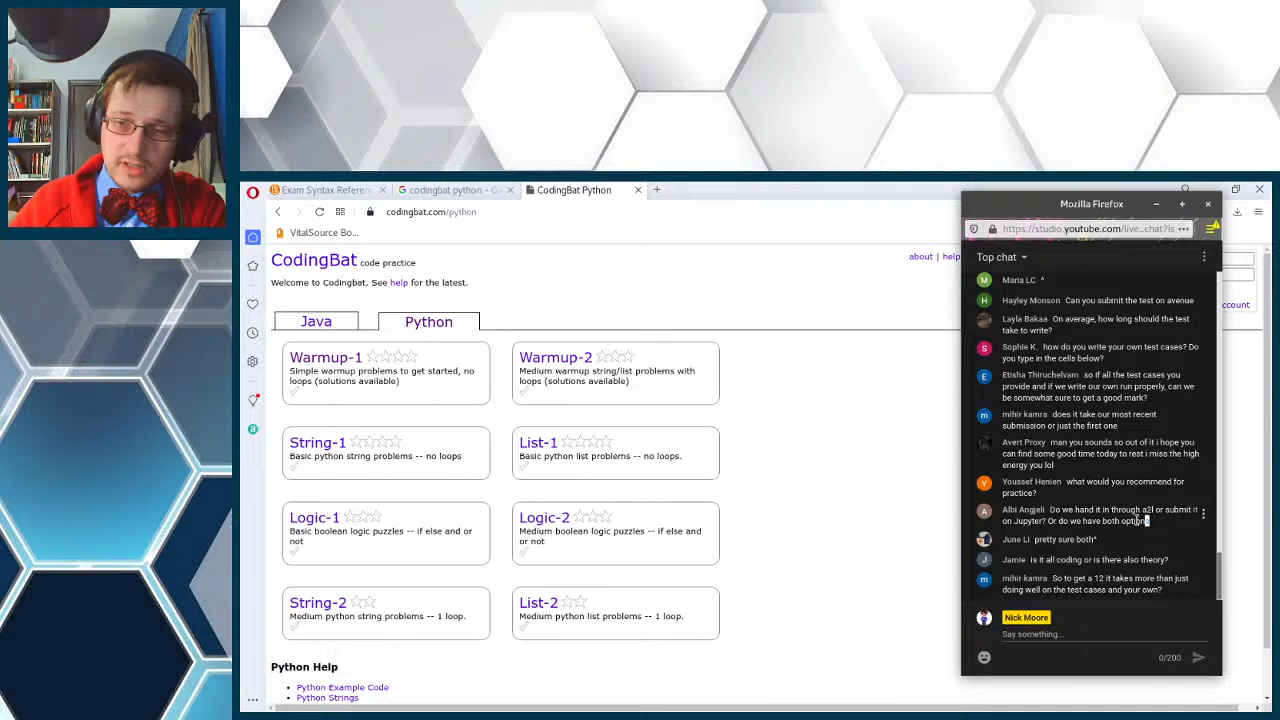 Exam Syntax Referen
codingbat python - G
CodingBat Python
codingbat.com/python
VitalSource Bo...
CodingBat code practice
about | help
Welcome to Codingbat. See help for the latest.
ccount
Java
Python
Warmup-1
Simple warmup problems to get started, no
loops (solutions available)
Warmup-2
Medium warmup string/list problems with
loops (solutions available)
String-1
Basic python string problems -- no loops
List-1
Basic python list problems -- no loops.
Logic-1
Basic boolean logic puzzles -- if else and or
not
Logic-2
Medium boolean logic puzzles -- if else and
or not
String-2
Medium python string problems -- 1 loop.
List-2
Medium python list problems -- 1 loop.
Python Help
Python Example Code
Python Strings
Mozilla Firefox
https://studio.youtube.com/live_chat?is
Top chat
M Maria LC ^
H Hayley Monson Can you submit the test on avenue
Layla Bakaa On average, how long should the test
take to write?
S Sophie K. how do you write your own test cases? Do
you type in the cells below?
E Etisha Thiruchelvam so If all the test cases you
provide and if we write our own run properly, can we
be somewhat sure to get a good mark?
m mihir kamra does it take our most recent
submission or just the first one
Avert Proxy man you sounds so out of it i hope you
can find some good time today to rest i miss the high
energy you lol
Y Youssef Henien what would you recommend for
practice?
A Albi Angjeli Do we hand it in through a2l or submit it
on Jupyter? Or do we have both options
June Li pretty sure both^
J Jamie is it all coding or is there also theory?
m mihir kamra So to get a 12 it takes more than just
doing well on the test cases and your own?
Nick Moore
Say something...
0/200